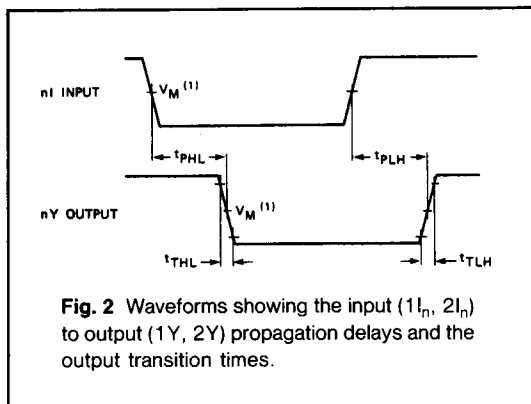 nI INPUT
V_M (1)
t_PHL
t_PLH
nY OUTPUT
V_M (1)
t_THL
t_TLH
Fig. 2 Waveforms showing the input (1I_n, 2I_n)
to output (1Y, 2Y) propagation delays and the
output transition times.